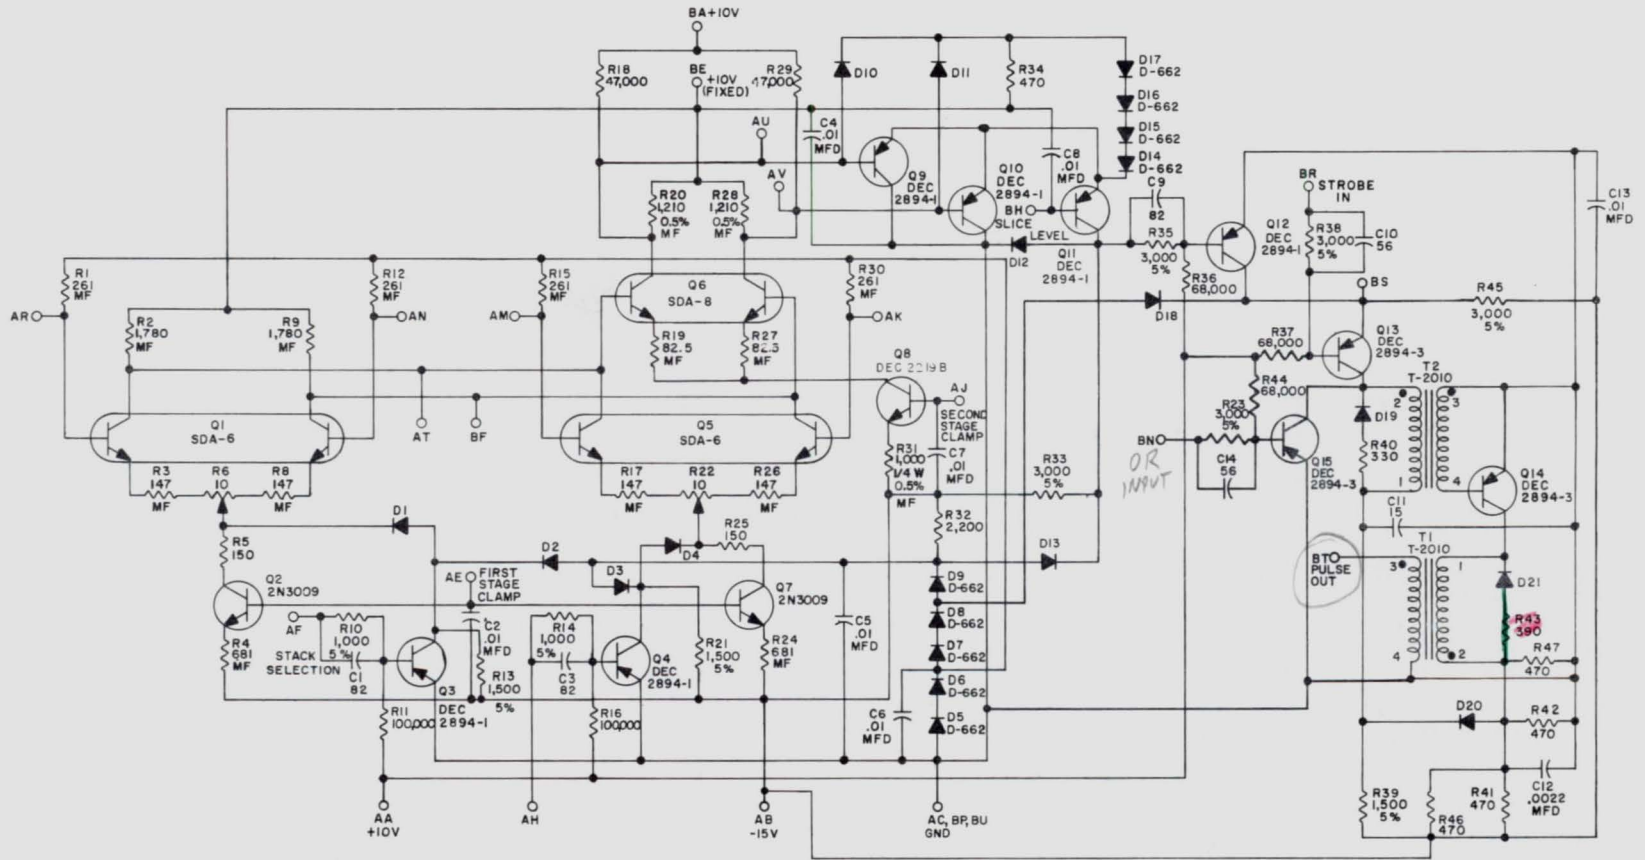 BA+10V
R18
47,000
BE
+10V
(FIXED)
R29
47,000
D10
D11
R34
470
D17
D-662
D16
D-662
D15
D-662
D14
D-662
AU
AV
C4
.01
MFD
Q9
DEC
2894-1
Q10
DEC
2894-1
C8
.01
MFD
BH
SLICE
LEVEL
Q11
DEC
2894-1
D12
C9
82
R35
3,000
5%
R36
68,000
Q12
DEC
2894-1
BR
STROBE
IN
R38
3,000
5%
C10
56
C13
.01
MFD
BS
R45
3,000
5%
D18
R20
1,210
0.5%
MF
R28
1,210
0.5%
MF
R1
261
MF
R12
261
MF
R15
261
MF
R30
261
MF
AR
AN
AM
AK
R2
1,780
MF
R9
1,780
MF
Q6
SDA-8
R19
82.5
MF
R27
82.5
MF
Q8
DEC 2219B
AJ
SECOND
STAGE
CLAMP
C7
.01
MFD
R31
1,000
1/4 W
0.5%
MF
R33
3,000
5%
R32
2,200
R37
68,000
Q13
DEC
2894-3
R44
68,000
R23
3,000
5%
BN
OR
INPUT
C14
56
Q15
DEC
2894-3
D19
R40
330
T2
T-2010
2
3
1
4
Q14
DEC
2894-3
C11
15
T1
T-2010
3
1
4
2
BT
PULSE
OUT
D21
R43
390
R47
470
D20
R42
470
R39
1,500
5%
R46
470
R41
470
C12
.0022
MFD
Q1
SDA-6
AT
BF
Q5
SDA-6
R3
147
MF
R6
10
R8
147
MF
R17
147
MF
R22
10
R26
147
MF
D1
R5
150
D2
D4
R25
150
D3
D13
Q2
2N3009
AE
FIRST
STAGE
CLAMP
Q7
2N3009
AF
R10
1,000
5%
STACK
SELECTION
C1
82
C2
.01
MFD
R14
1,000
5%
C3
82
R4
681
MF
Q3
DEC
2894-1
R13
1,500
5%
Q4
DEC
2894-1
R21
1,500
5%
R24
681
MF
C5
.01
MFD
C6
.01
MFD
D9
D-662
D8
D-662
D7
D-662
D6
D-662
D5
D-662
R11
100,000
R16
100,000
AA
+10V
AH
AB
-15V
AC, BP, BU
GND